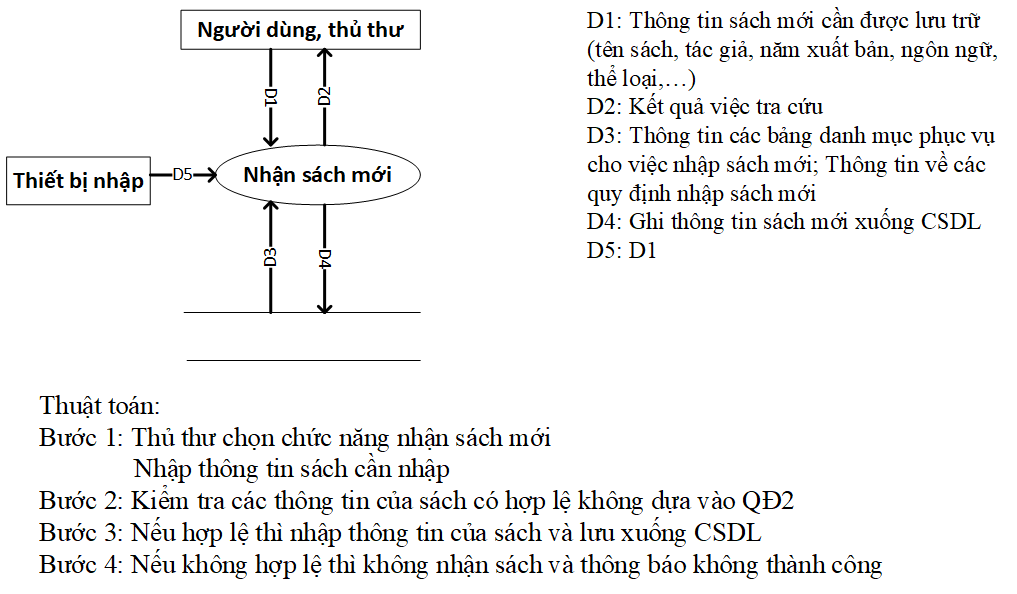 Người dùng, thủ thư
D1
D2
Thiết bị nhập
D5
Nhận sách mới
D3
D4
D1: Thông tin sách mới cần được lưu trữ
(tên sách, tác giả, năm xuất bản, ngôn ngữ,
thể loại,…)
D2: Kết quả việc tra cứu
D3: Thông tin các bảng danh mục phục vụ
cho việc nhập sách mới; Thông tin về các
quy định nhập sách mới
D4: Ghi thông tin sách mới xuống CSDL
D5: D1
Thuật toán:
Bước 1: Thủ thư chọn chức năng nhận sách mới
Nhập thông tin sách cần nhập
Bước 2: Kiểm tra các thông tin của sách có hợp lệ không dựa vào QĐ2
Bước 3: Nếu hợp lệ thì nhập thông tin của sách và lưu xuống CSDL
Bước 4: Nếu không hợp lệ thì không nhận sách và thông báo không thành công